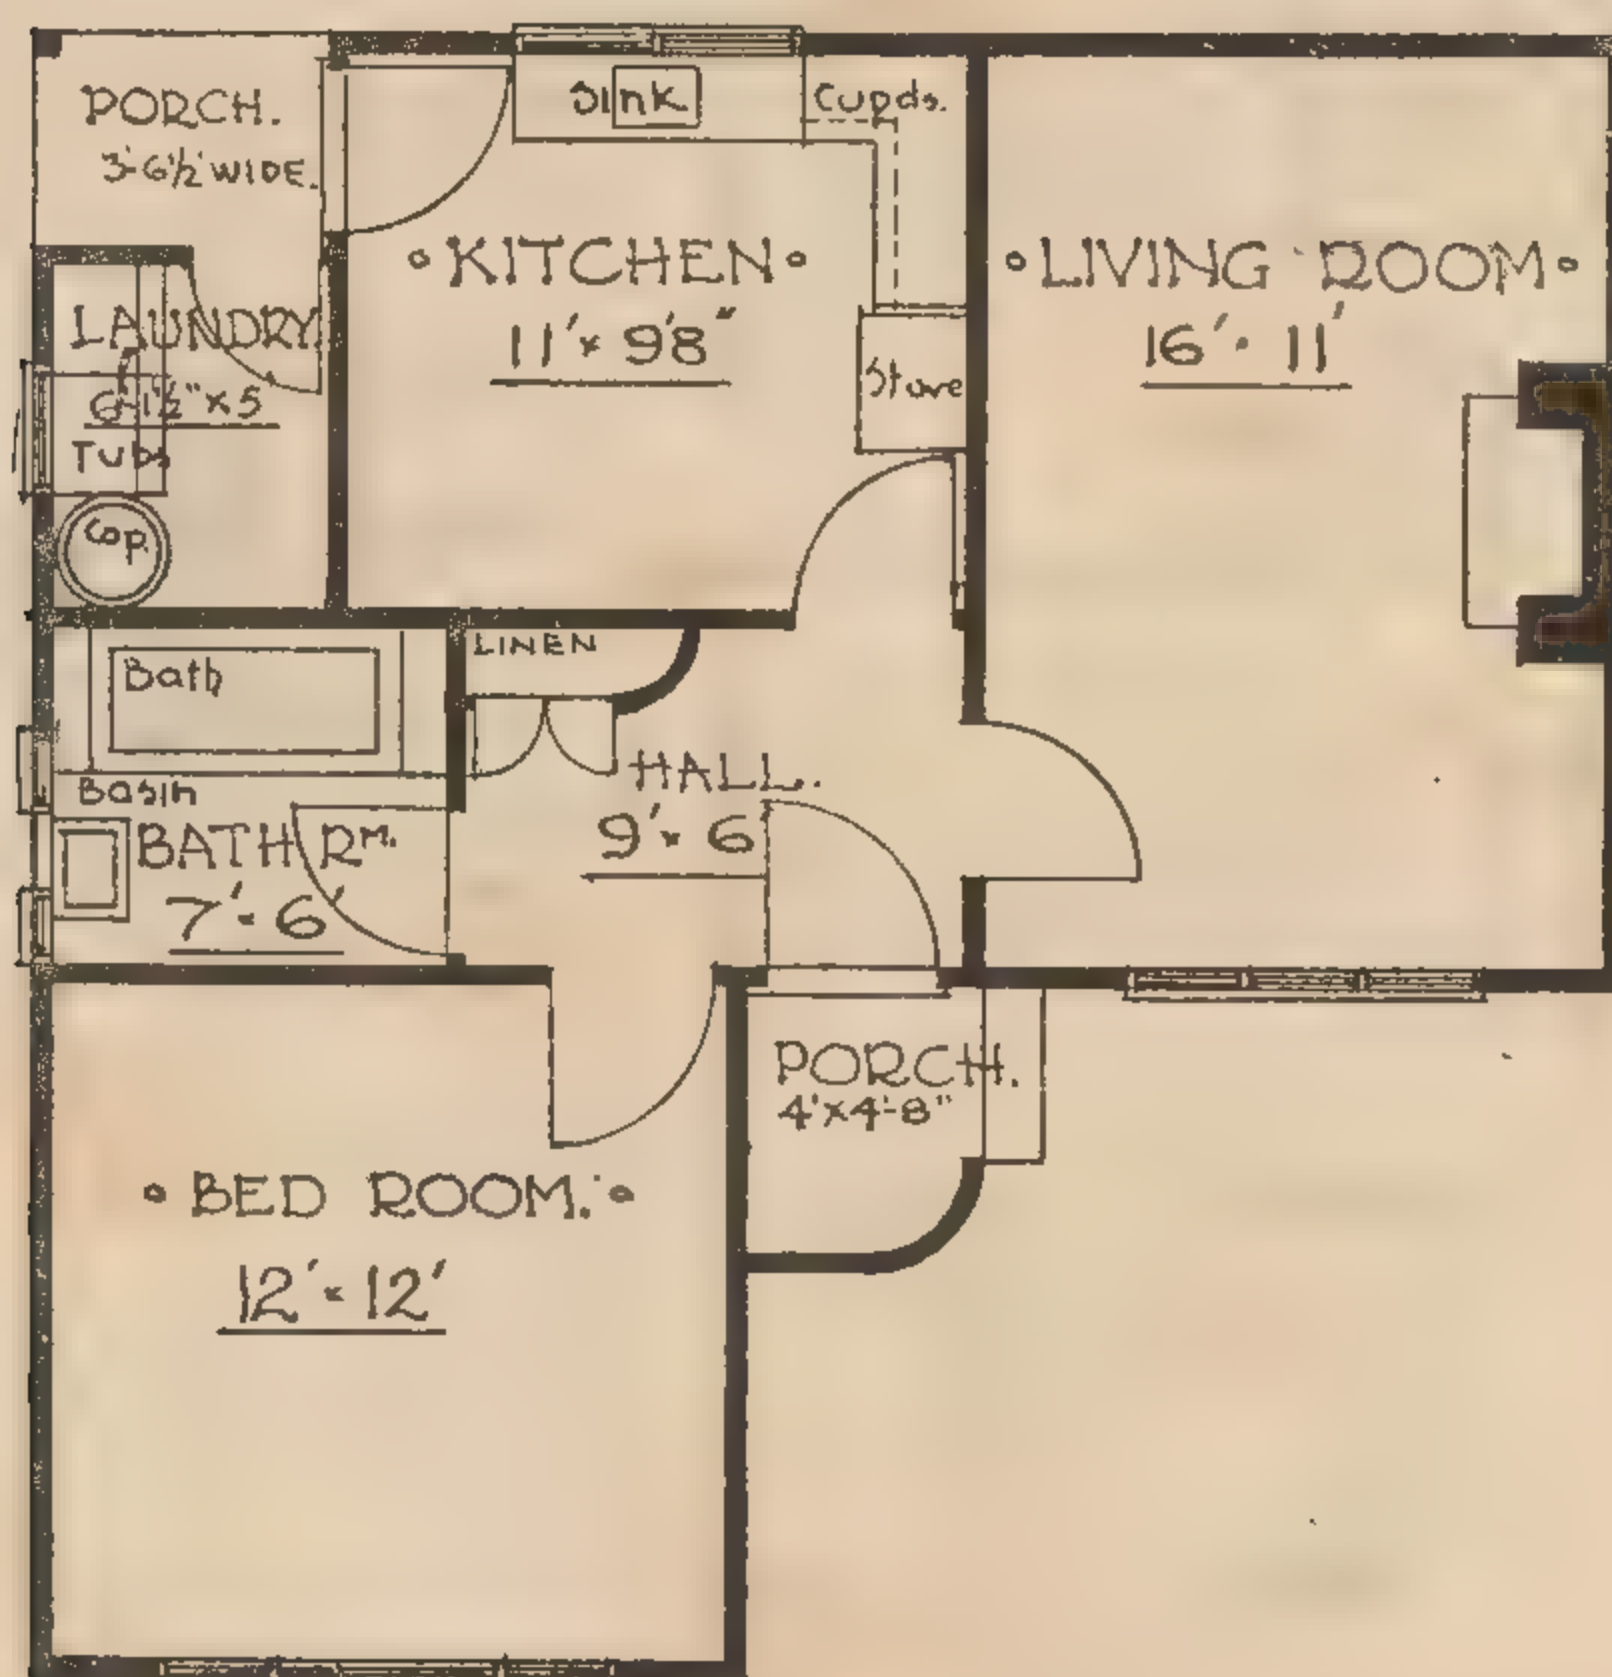 PORCH.
3'-6½" WIDE.
Sink
Cupds.
• KITCHEN •
11' × 9'8"
Stove
• LIVING ROOM •
16' · 11'
LAUNDRY.
6'-1½" × 5
Tubs
Cop.
Bath
LINEN
HALL.
9' × 6
Basin
BATH RM.
7' × 6'
PORCH.
4' × 4'-8"
• BED ROOM. •
12' × 12'